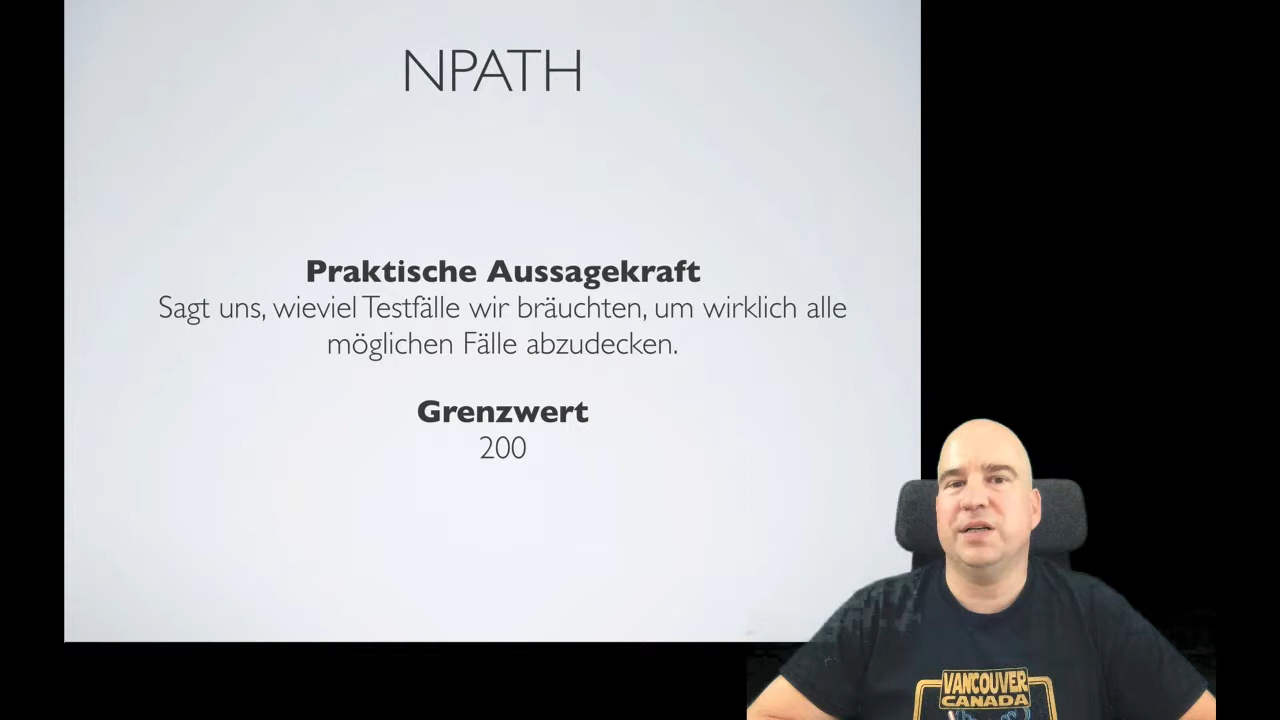 NPATH
Praktische Aussagekraft
Sagt uns, wieviel Testfälle wir bräuchten, um wirklich alle
möglichen Fälle abzudecken.
Grenzwert
200
VANCOUVER
CANADA